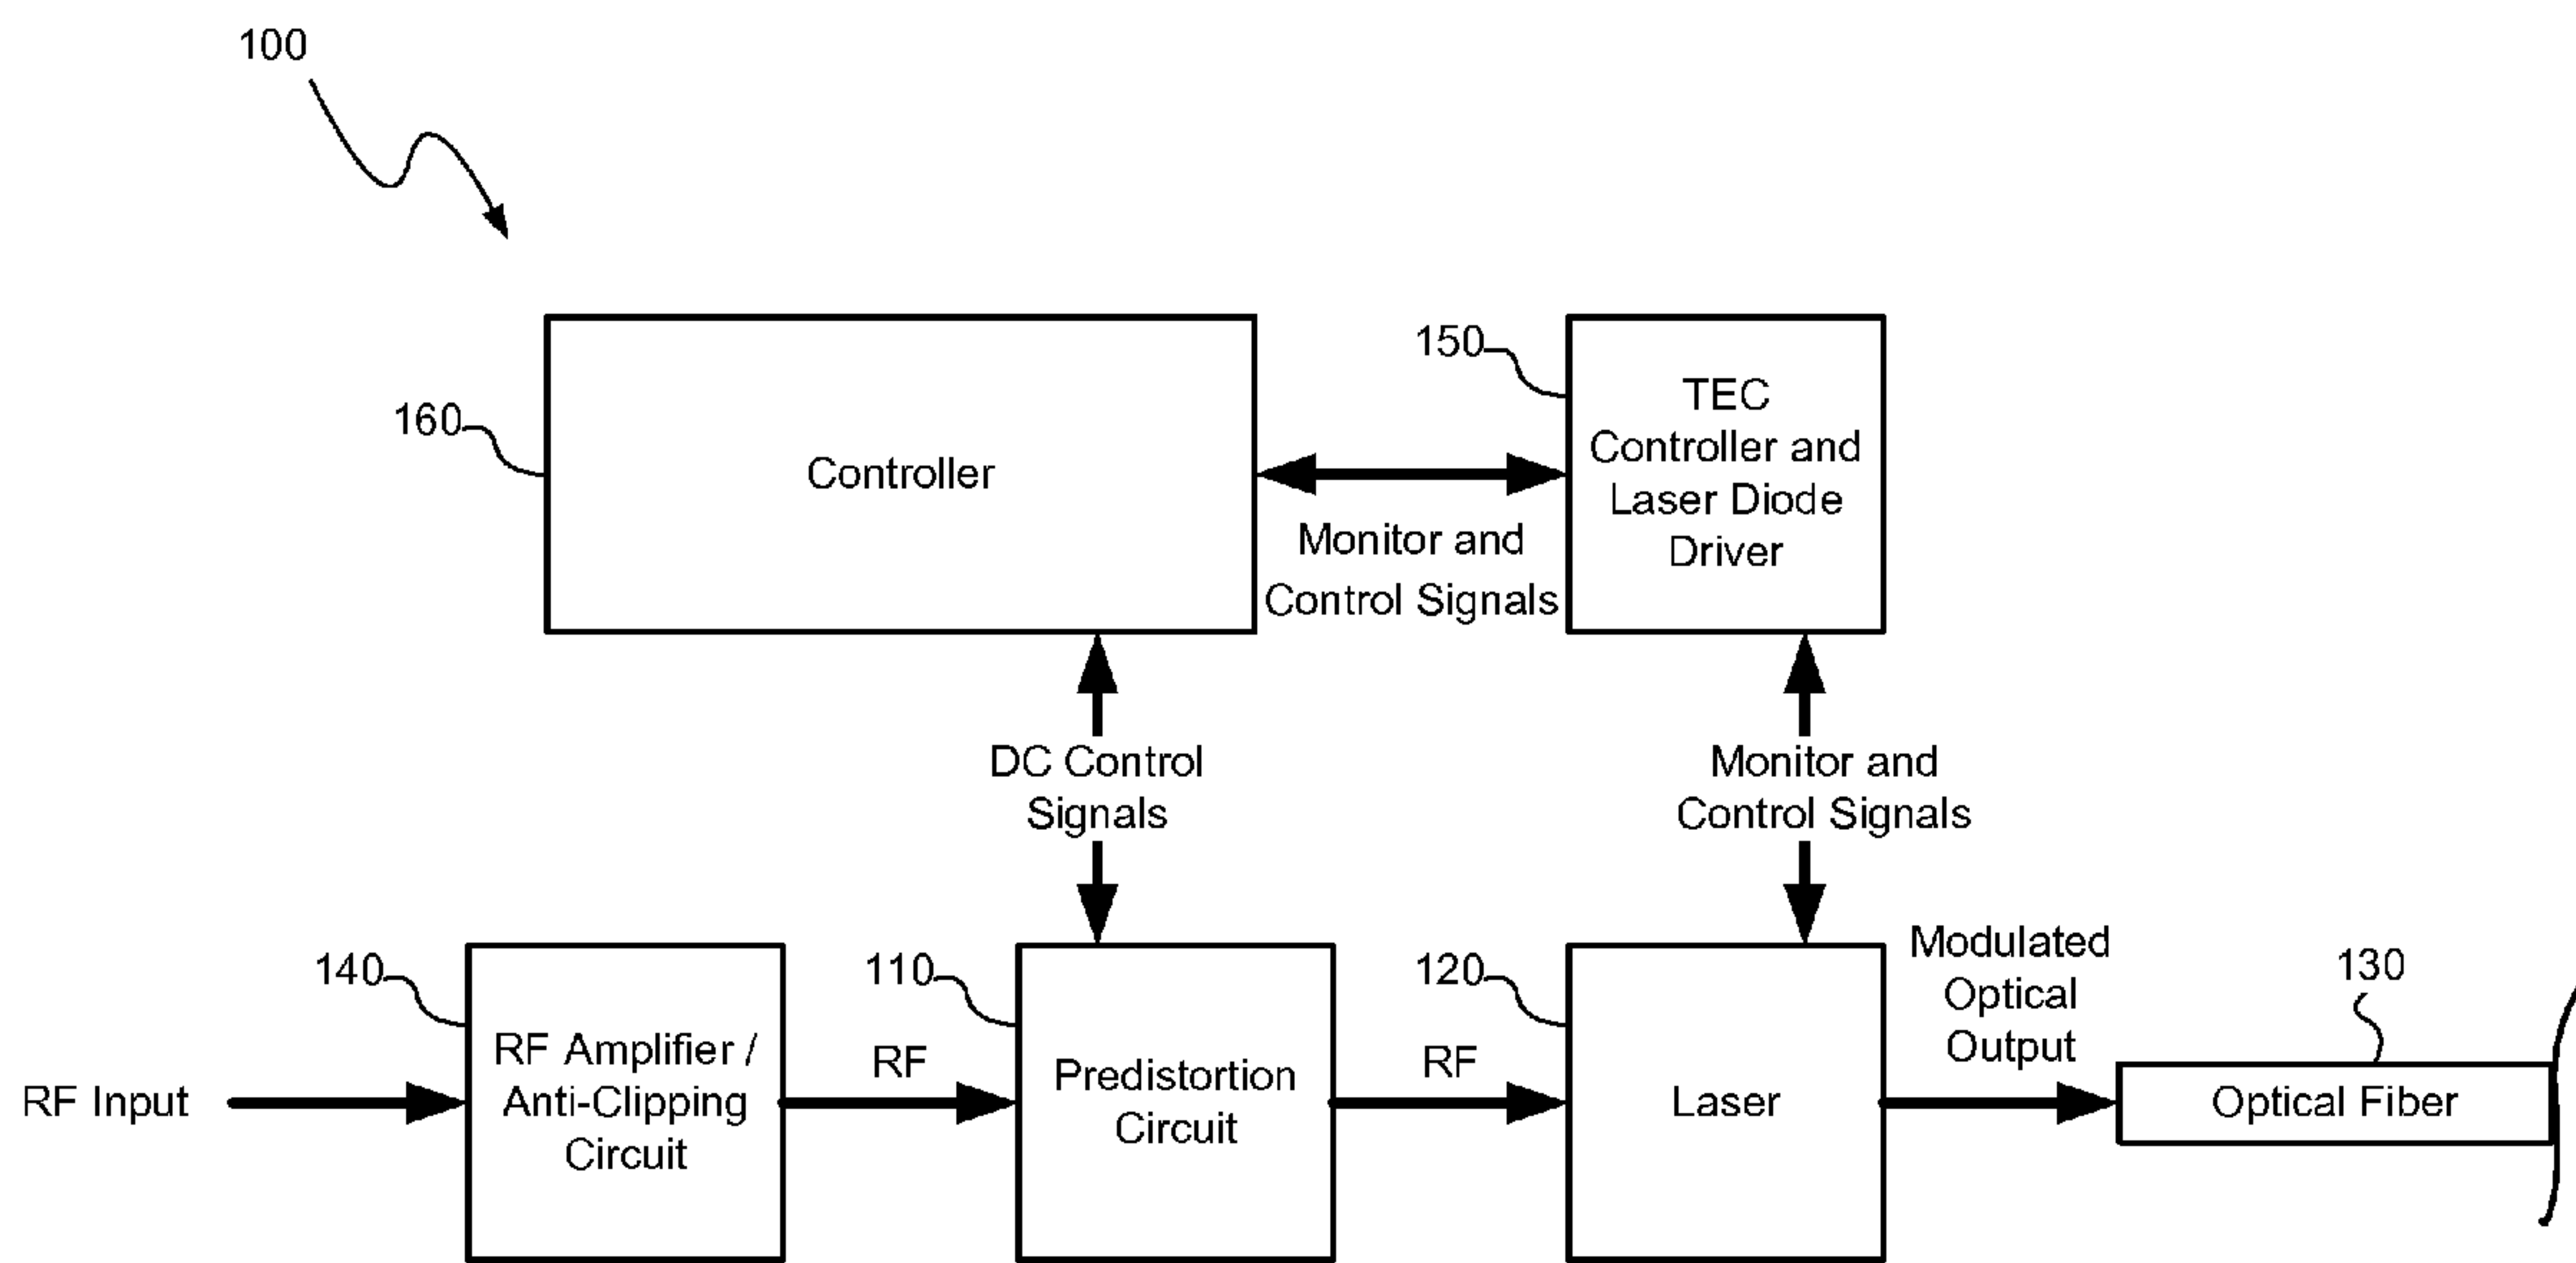 100
160
Controller
150
TEC
Controller and
Laser Diode
Driver
Monitor and
Control Signals
DC Control
Signals
Monitor and
Control Signals
RF Input
140
RF Amplifier /
Anti-Clipping
Circuit
RF
110
Predistortion
Circuit
RF
120
Laser
Modulated
Optical
Output
130
Optical Fiber